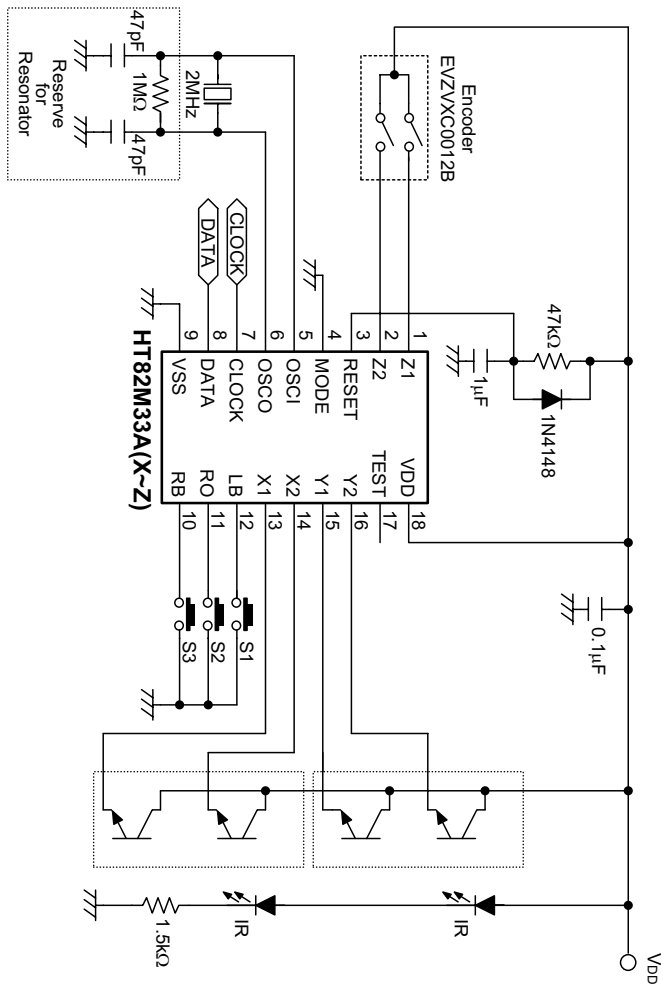 V_DD
Encoder
EVZVXC0012B
47kΩ
1µF
1N4148
0.1µF
47pF
1MΩ
2MHz
47pF
Reserve
for
Resonator
CLOCK
DATA
1 Z1
2 Z2
3 RESET
4 MODE
5 OSCI
6 OSCO
7 CLOCK
8 DATA
9 VSS
VDD 18
TEST 17
Y2 16
Y1 15
X2 14
X1 13
LB 12
RO 11
RB 10
HT82M33A(X~Z)
S1
S2
S3
IR
IR
1.5kΩ